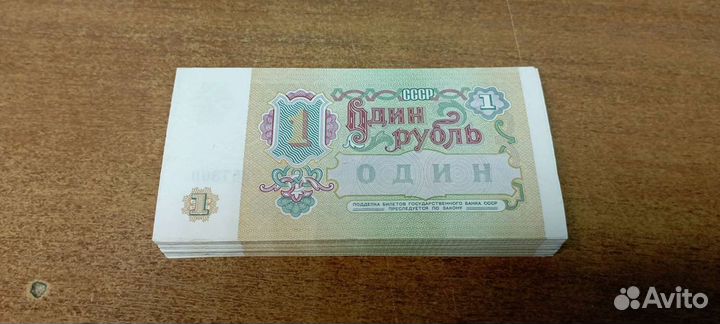 СССР
1
Один
рубль
1
ОДИН
1
ПОДДЕЛКА БИЛЕТОВ ГОСУДАРСТВЕННОГО БАНКА СССР
ПРЕСЛЕДУЕТСЯ ПО ЗАКОНУ
Avito